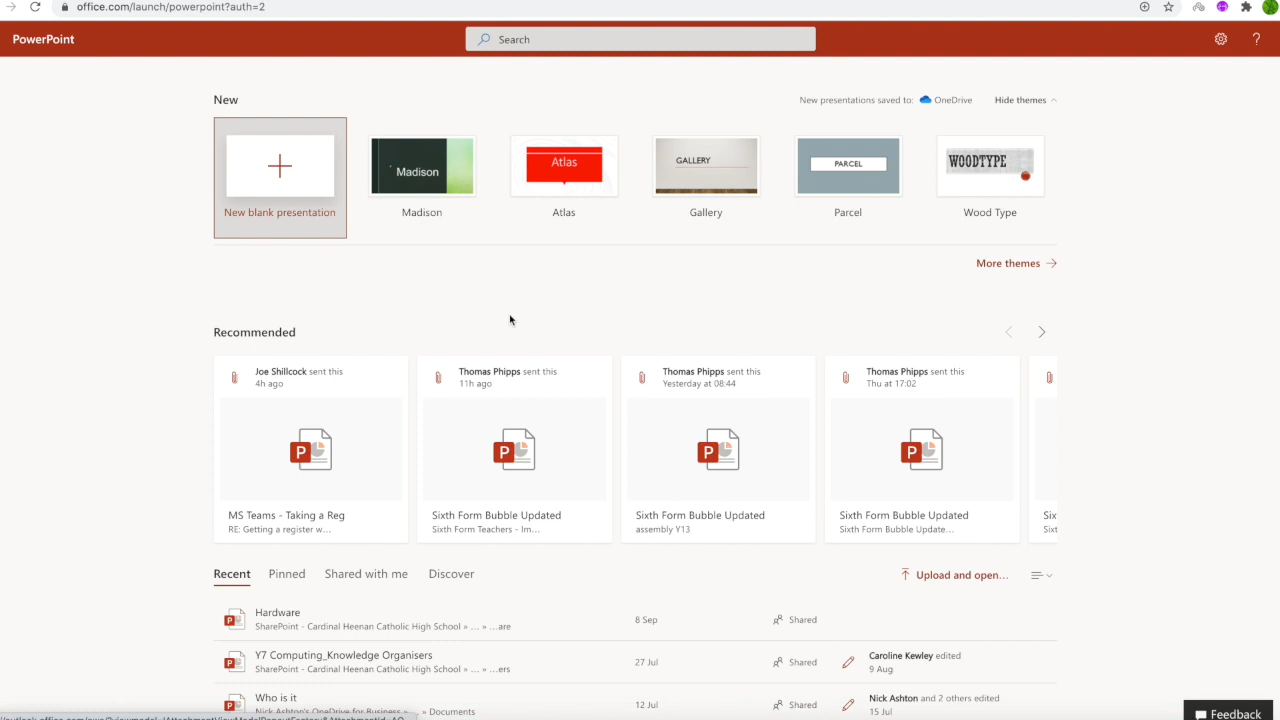 office.com/launch/powerpoint?auth=2
PowerPoint
Search
?
New
New presentations saved to: OneDrive
Hide themes
Madison
Atlas
GALLERY
PARCEL
WOODTYPE
New blank presentation
Madison
Atlas
Gallery
Parcel
Wood Type
More themes
Recommended
Joe Shillcock sent this
4h ago
Thomas Phipps sent this
11h ago
Thomas Phipps sent this
Yesterday at 08:44
Thomas Phipps sent this
Thu at 17:02
P
P
P
P
MS Teams - Taking a Reg
RE: Getting a register w...
Sixth Form Bubble Updated
Sixth Form Teachers - Im...
Sixth Form Bubble Updated
assembly Y13
Sixth Form Bubble Updated
Sixth Form Bubble Update...
Six
Sixt
Recent
Pinned
Shared with me
Discover
Upload and open...
P
Hardware
SharePoint - Cardinal Heenan Catholic High School » ... » ...are
8 Sep
Shared
P
Y7 Computing_Knowledge Organisers
SharePoint - Cardinal Heenan Catholic High School » ... » ...ers
27 Jul
Shared
Caroline Kewley edited
9 Aug
P
Who is it
Nick Ashton's OneDrive for Business » ... » Documents
12 Jul
Shared
Nick Ashton and 2 others edited
15 Jul
Feedback